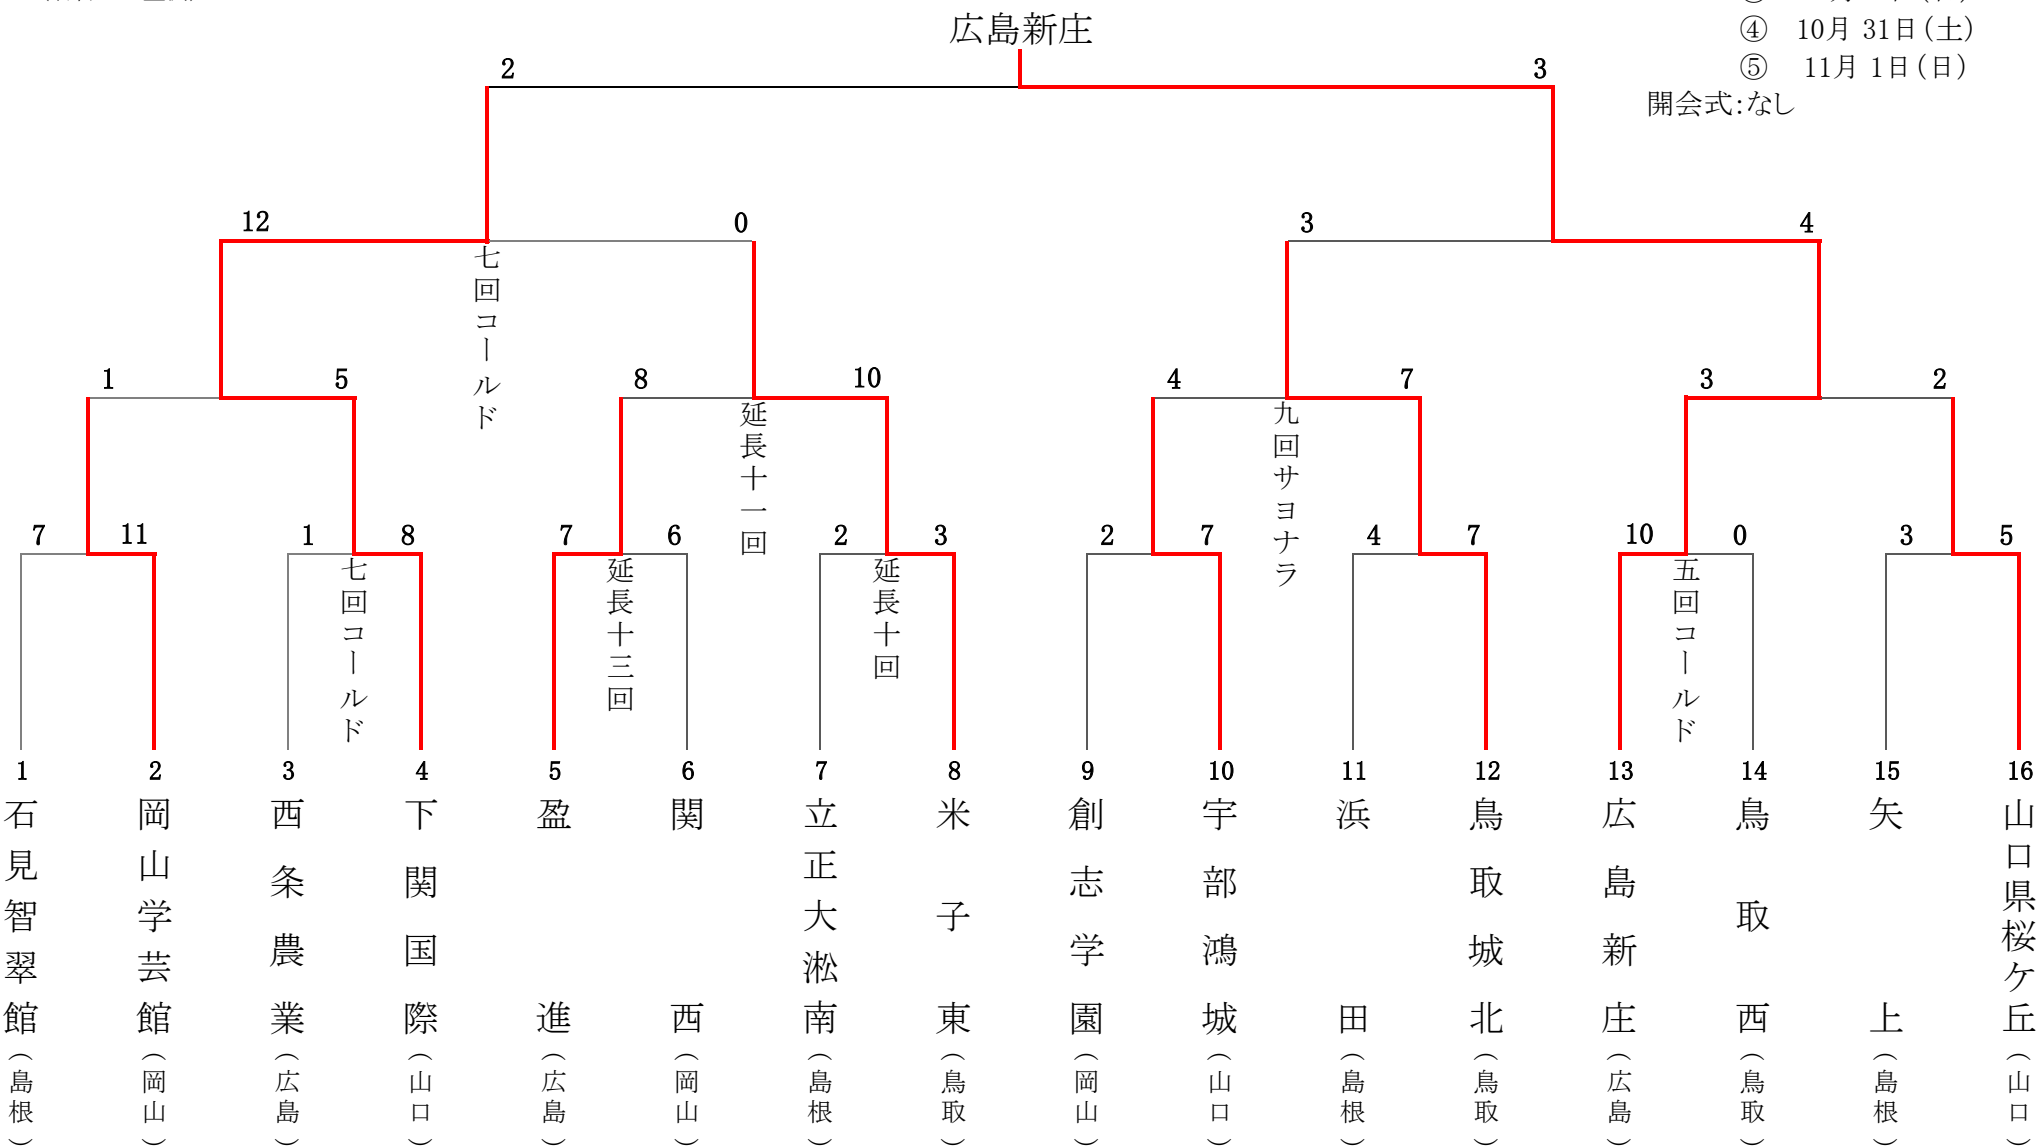 広島新庄
④ 10月 31日(土)
⑤ 11月 1日(日)
開会式:なし
2 3
12 0 3 4
七回コールド
1 5 8 10 4 7 3 2
延長十一回
九回サヨナラ
7 11 1 8 7 6 2 3 2 7 4 7 10 0 3 5
七回コールド
延長十三回
延長十回
五回コールド
1 2 3 4 5 6 7 8 9 10 11 12 13 14 15 16
石見智翠館(島根)
岡山学芸館(岡山)
西条農業(広島)
下関国際(山口)
盈進(広島)
関西(岡山)
立正大淞南(島根)
米子東(鳥取)
創志学園(岡山)
宇部鴻城(山口)
浜田(島根)
鳥取城北(鳥取)
広島新庄(広島)
鳥取西(鳥取)
矢上(島根)
山口県桜ケ丘(山口)